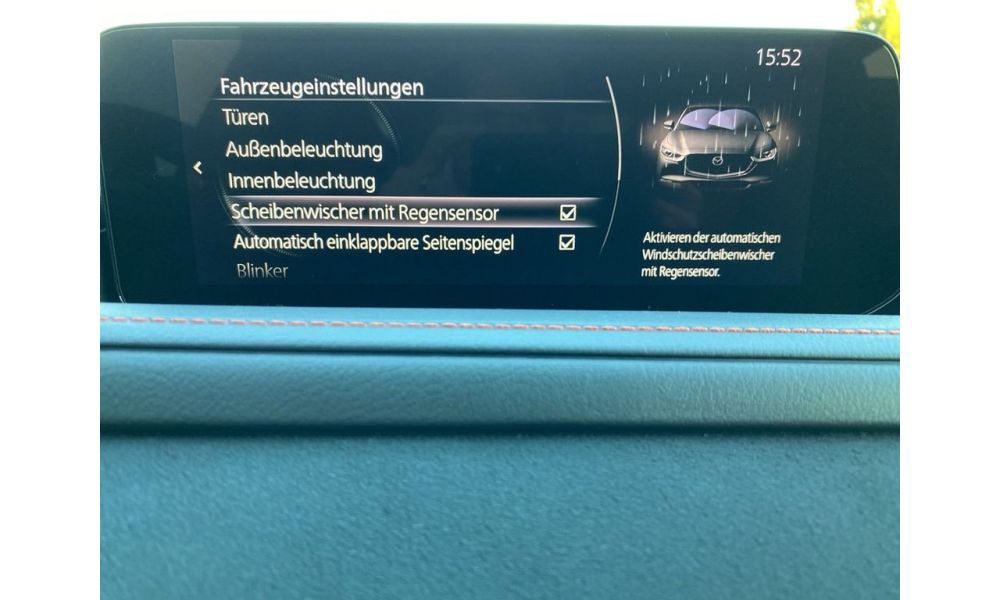 15:52
Fahrzeugeinstellungen
Türen
Außenbeleuchtung
Innenbeleuchtung
Scheibenwischer mit Regensensor
Automatisch einklappbare Seitenspiegel
Blinker
Aktivieren der automatischen
Windschutzscheibenwischer
mit Regensensor.